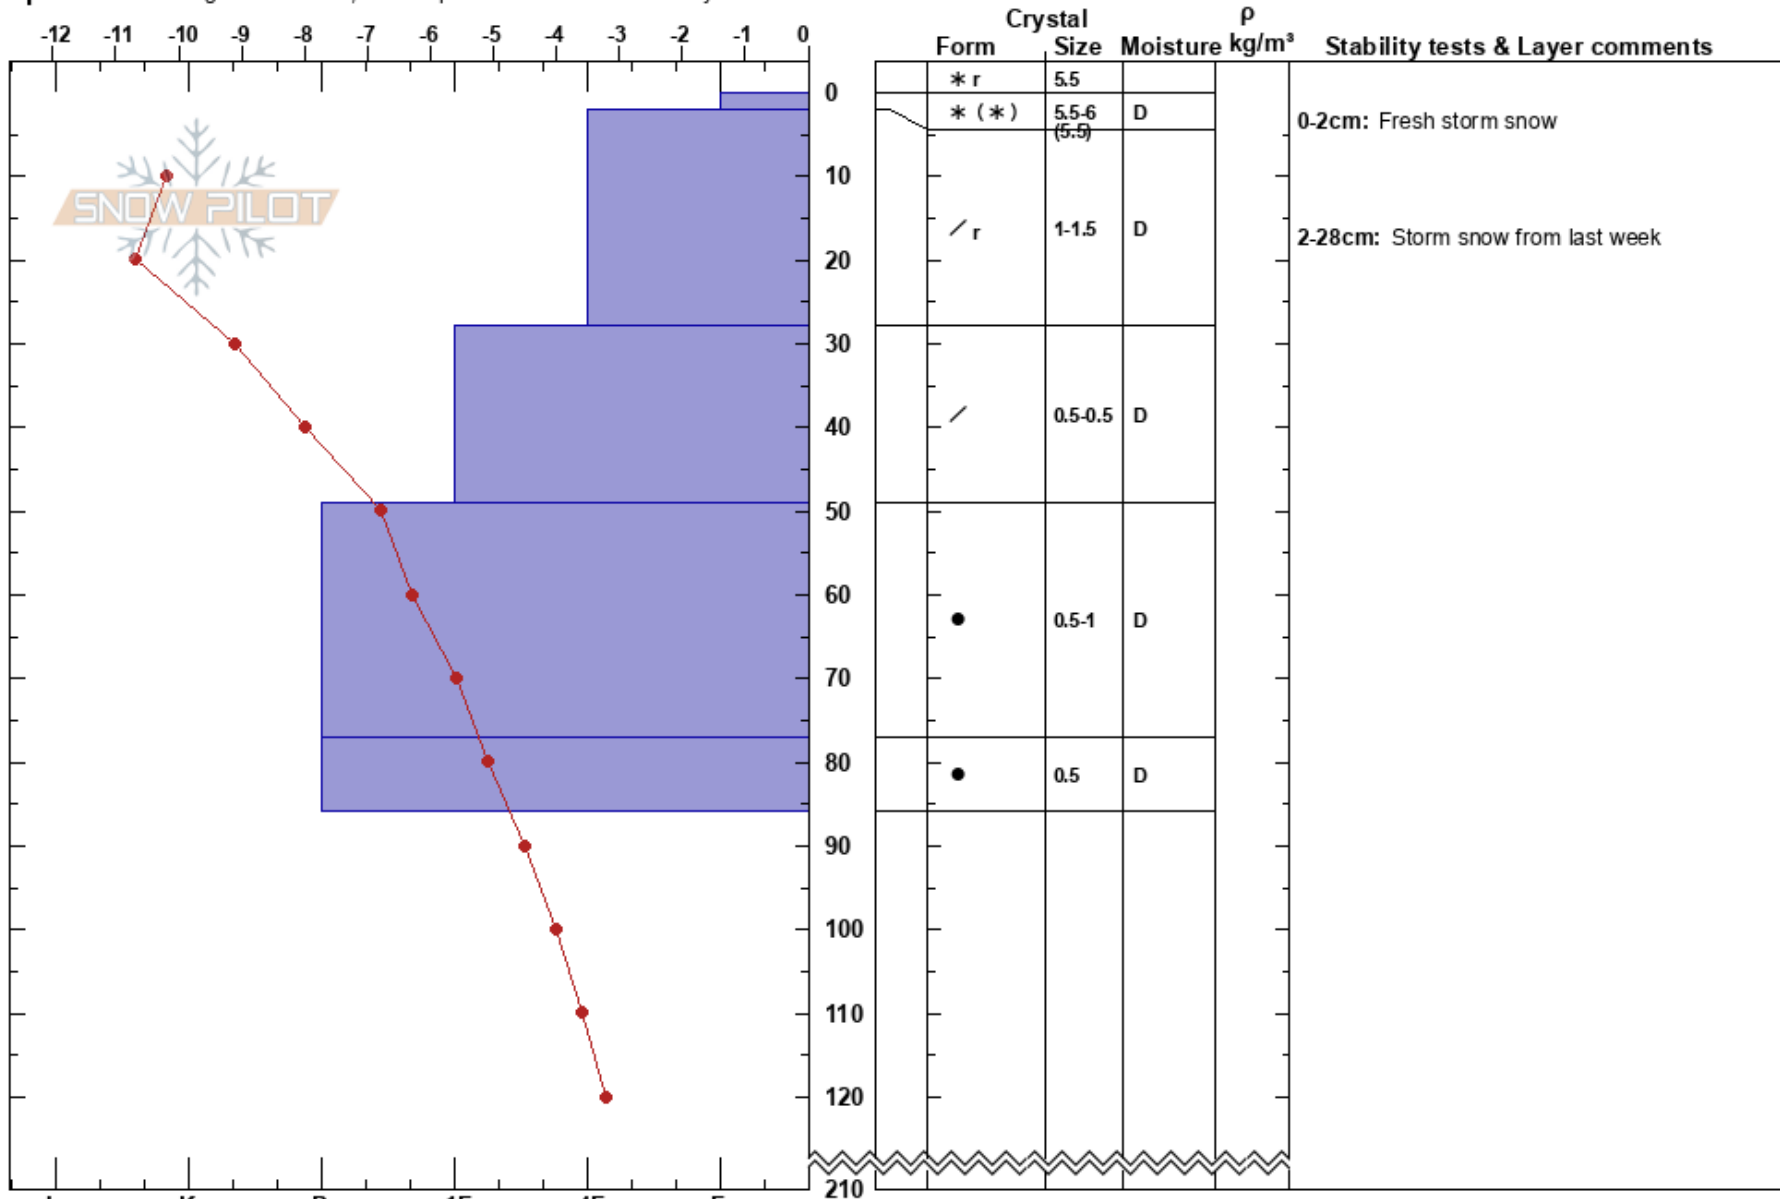 -12 -11 -10 -9 -8 -7 -6 -5 -4 -3 -2 -1 0
Crystal ρ
Form Size Moisture kg/m³ Stability tests & Layer comments
r 5.5
0
( ) 5.5-6 D
(5.5)
0-2cm: Fresh storm snow
10
SNOW PILOT
r 1-1.5 D
2-28cm: Storm snow from last week
20
30
0.5-0.5 D
40
50
60
0.5-1 D
70
80
0.5 D
90
100
110
120
210